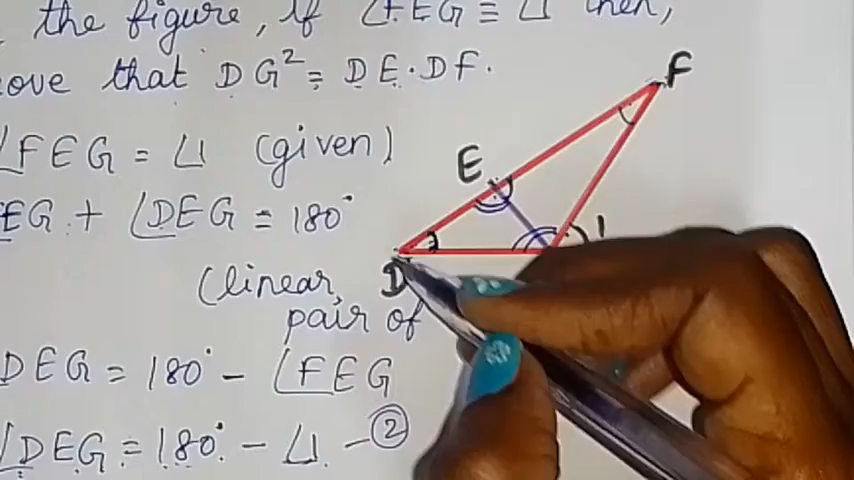 the figure, if ∠FEG ≡ ∠1 then,
ove that DG² = DE · DF.
∠FEG = ∠1 (given)
EG + ∠DEG = 180°
(linear
pair of
DEG = 180° - ∠FEG
∠DEG = 180° - ∠1 - ②
F
E
1
2
D